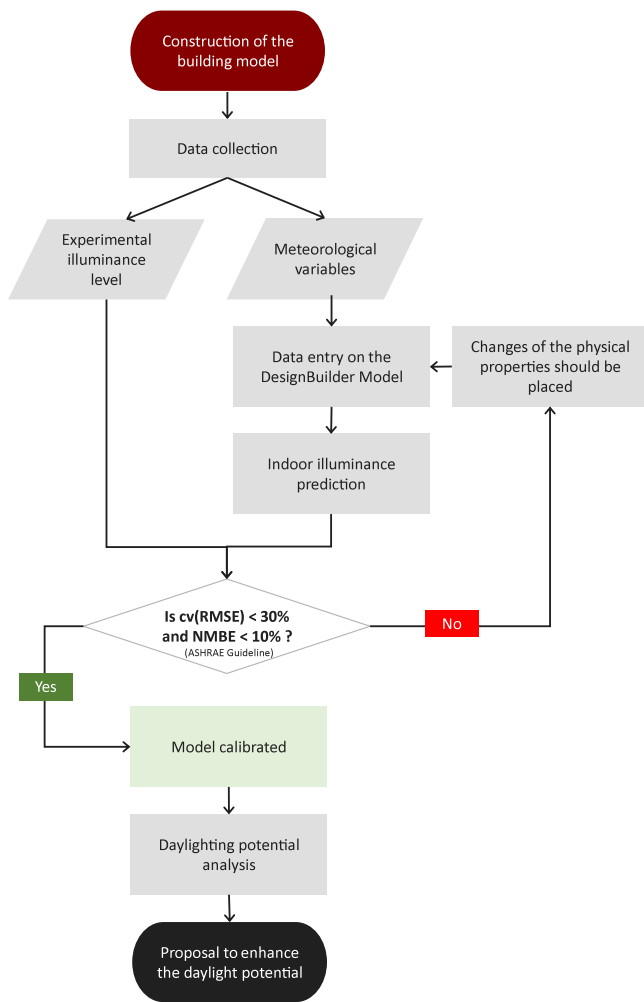 Construction of the
building model
Data collection
Experimental
illuminance
level
Meteorological
variables
Data entry on the
DesignBuilder Model
Changes of the physical
properties should be
placed
Indoor illuminance
prediction
Is cv(RMSE) < 30%
and NMBE < 10% ?
(ASHRAE Guideline)
No
Yes
Model calibrated
Daylighting potential
analysis
Proposal to enhance
the daylight potential